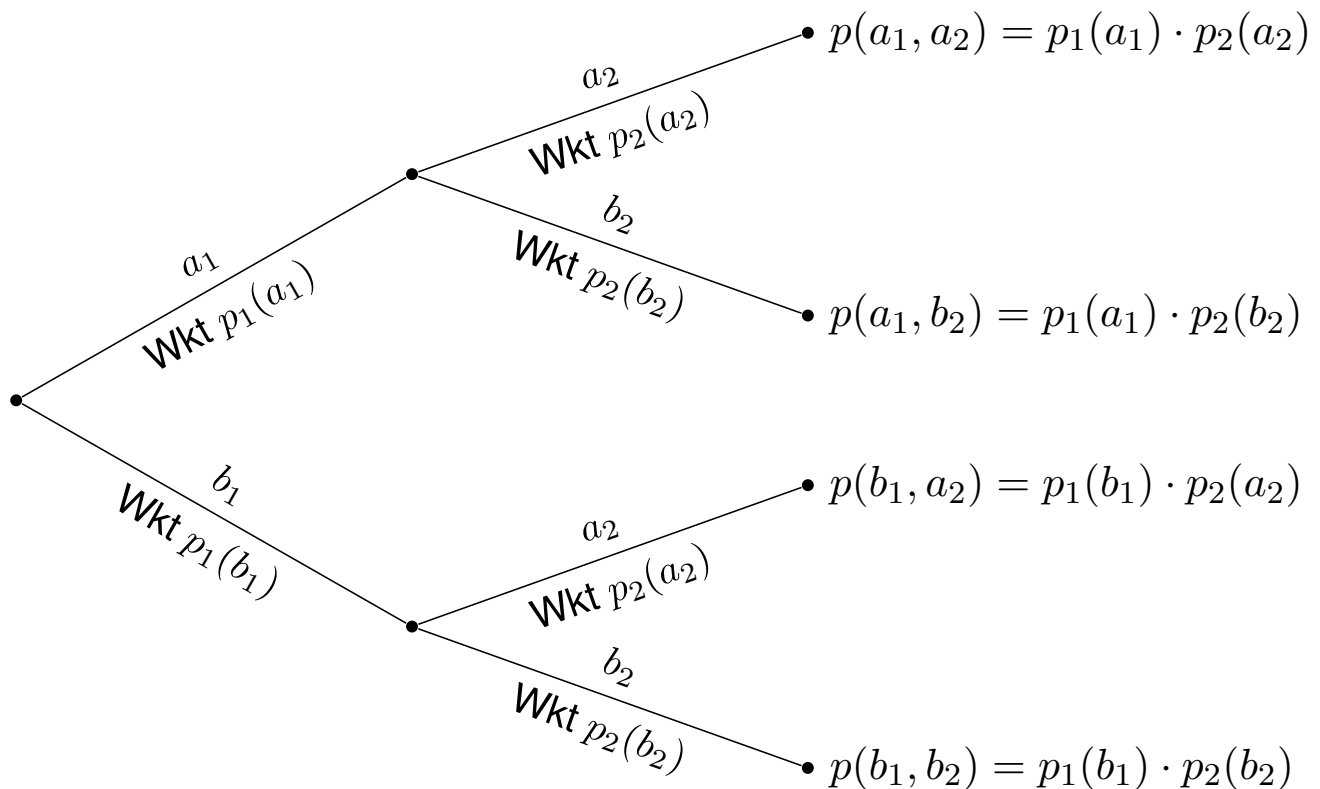 a₂
p(a₁, a₂) = p₁(a₁) · p₂(a₂)
Wkt p₂(a₂)
a₁
Wkt p₁(a₁)
b₂
Wkt p₂(b₂)
p(a₁, b₂) = p₁(a₁) · p₂(b₂)
b₁
Wkt p₁(b₁)
a₂
p(b₁, a₂) = p₁(b₁) · p₂(a₂)
Wkt p₂(a₂)
b₂
Wkt p₂(b₂)
p(b₁, b₂) = p₁(b₁) · p₂(b₂)